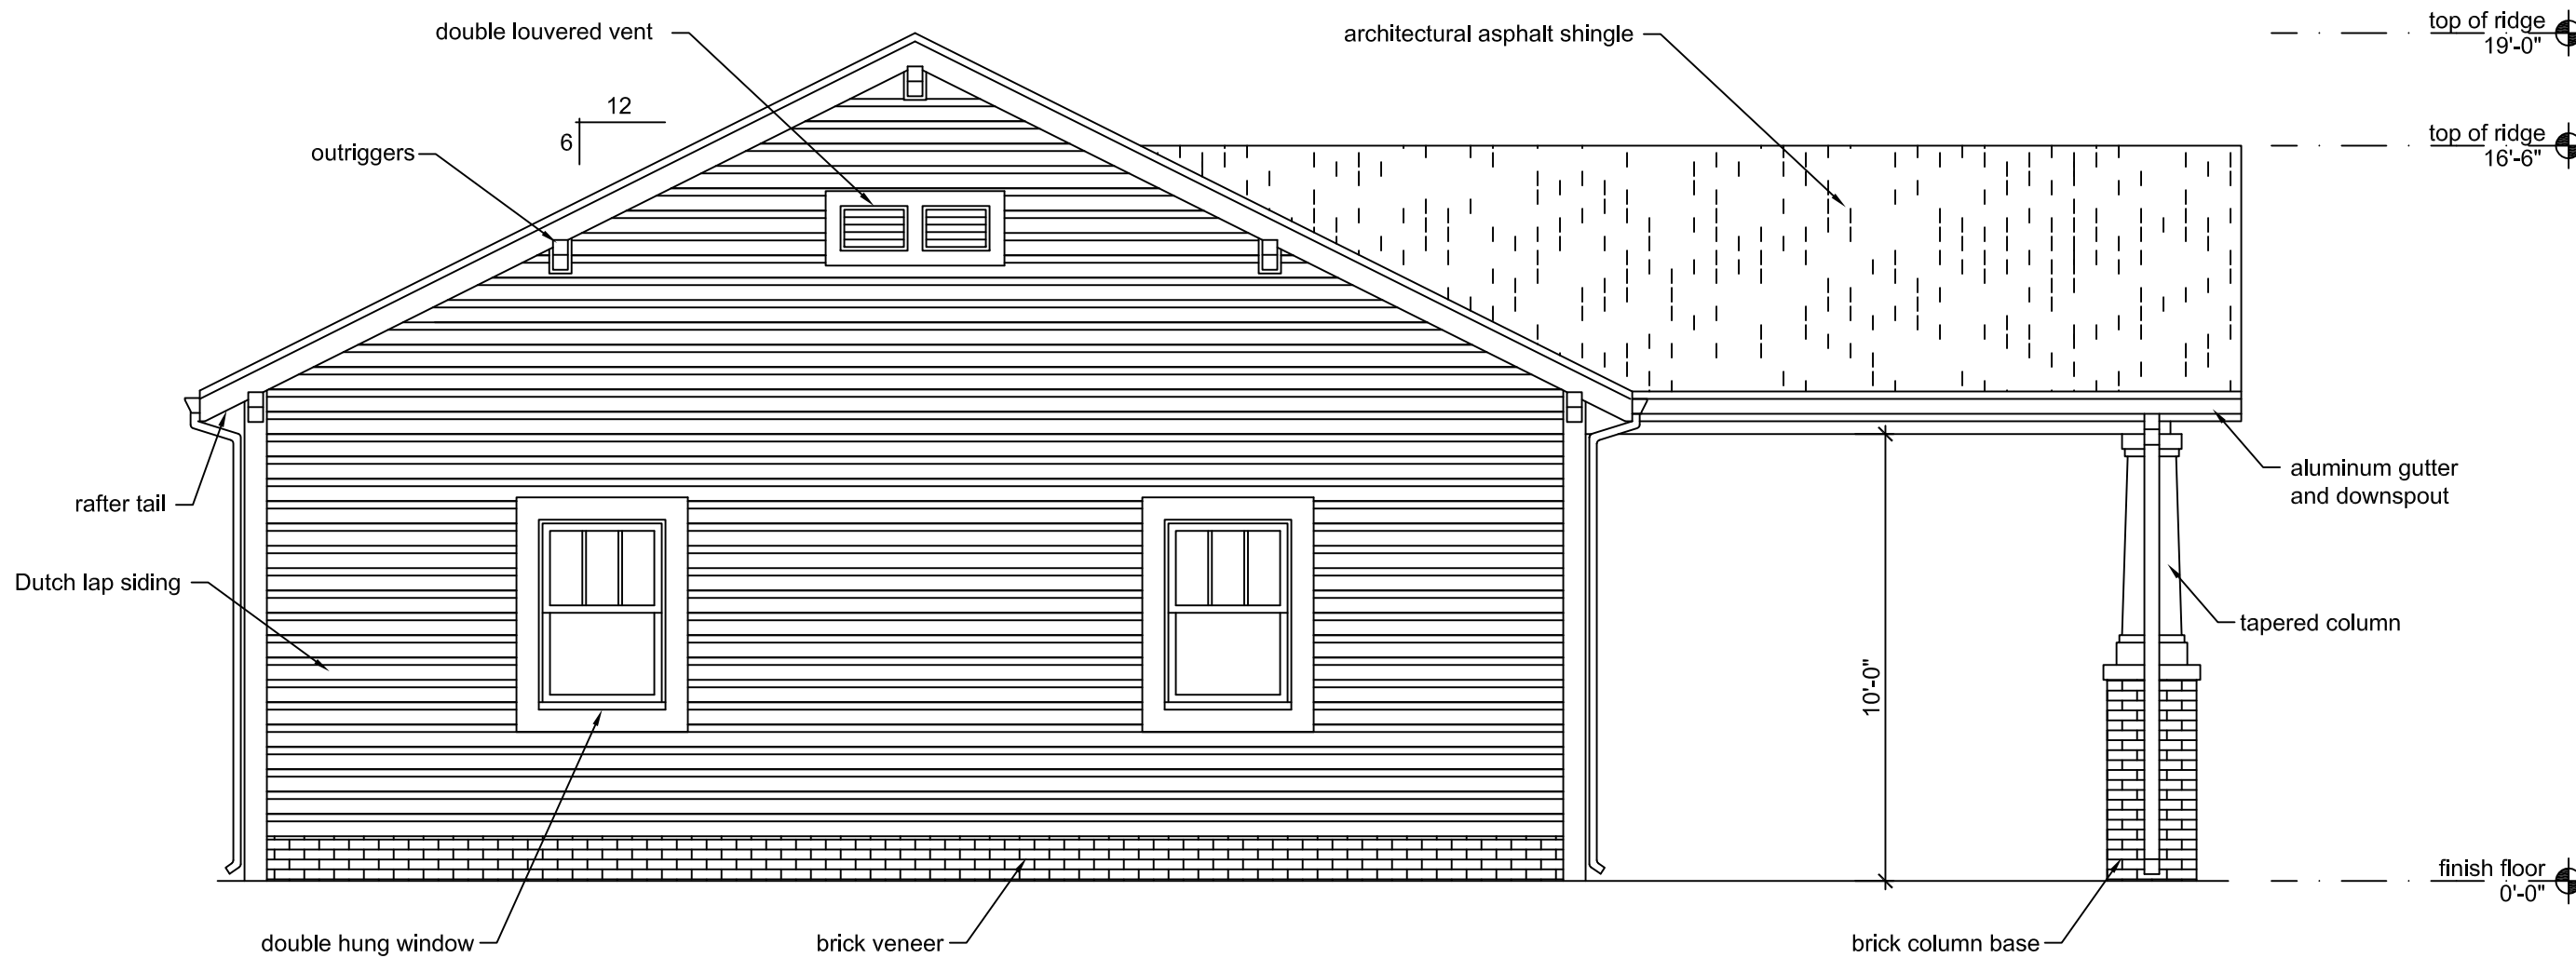 double louvered vent
architectural asphalt shingle
top of ridge
19'-0"
12
6
outriggers
top of ridge
16'-6"
rafter tail
aluminum gutter
and downspout
Dutch lap siding
tapered column
10'-0"
finish floor
0'-0"
double hung window
brick veneer
brick column base